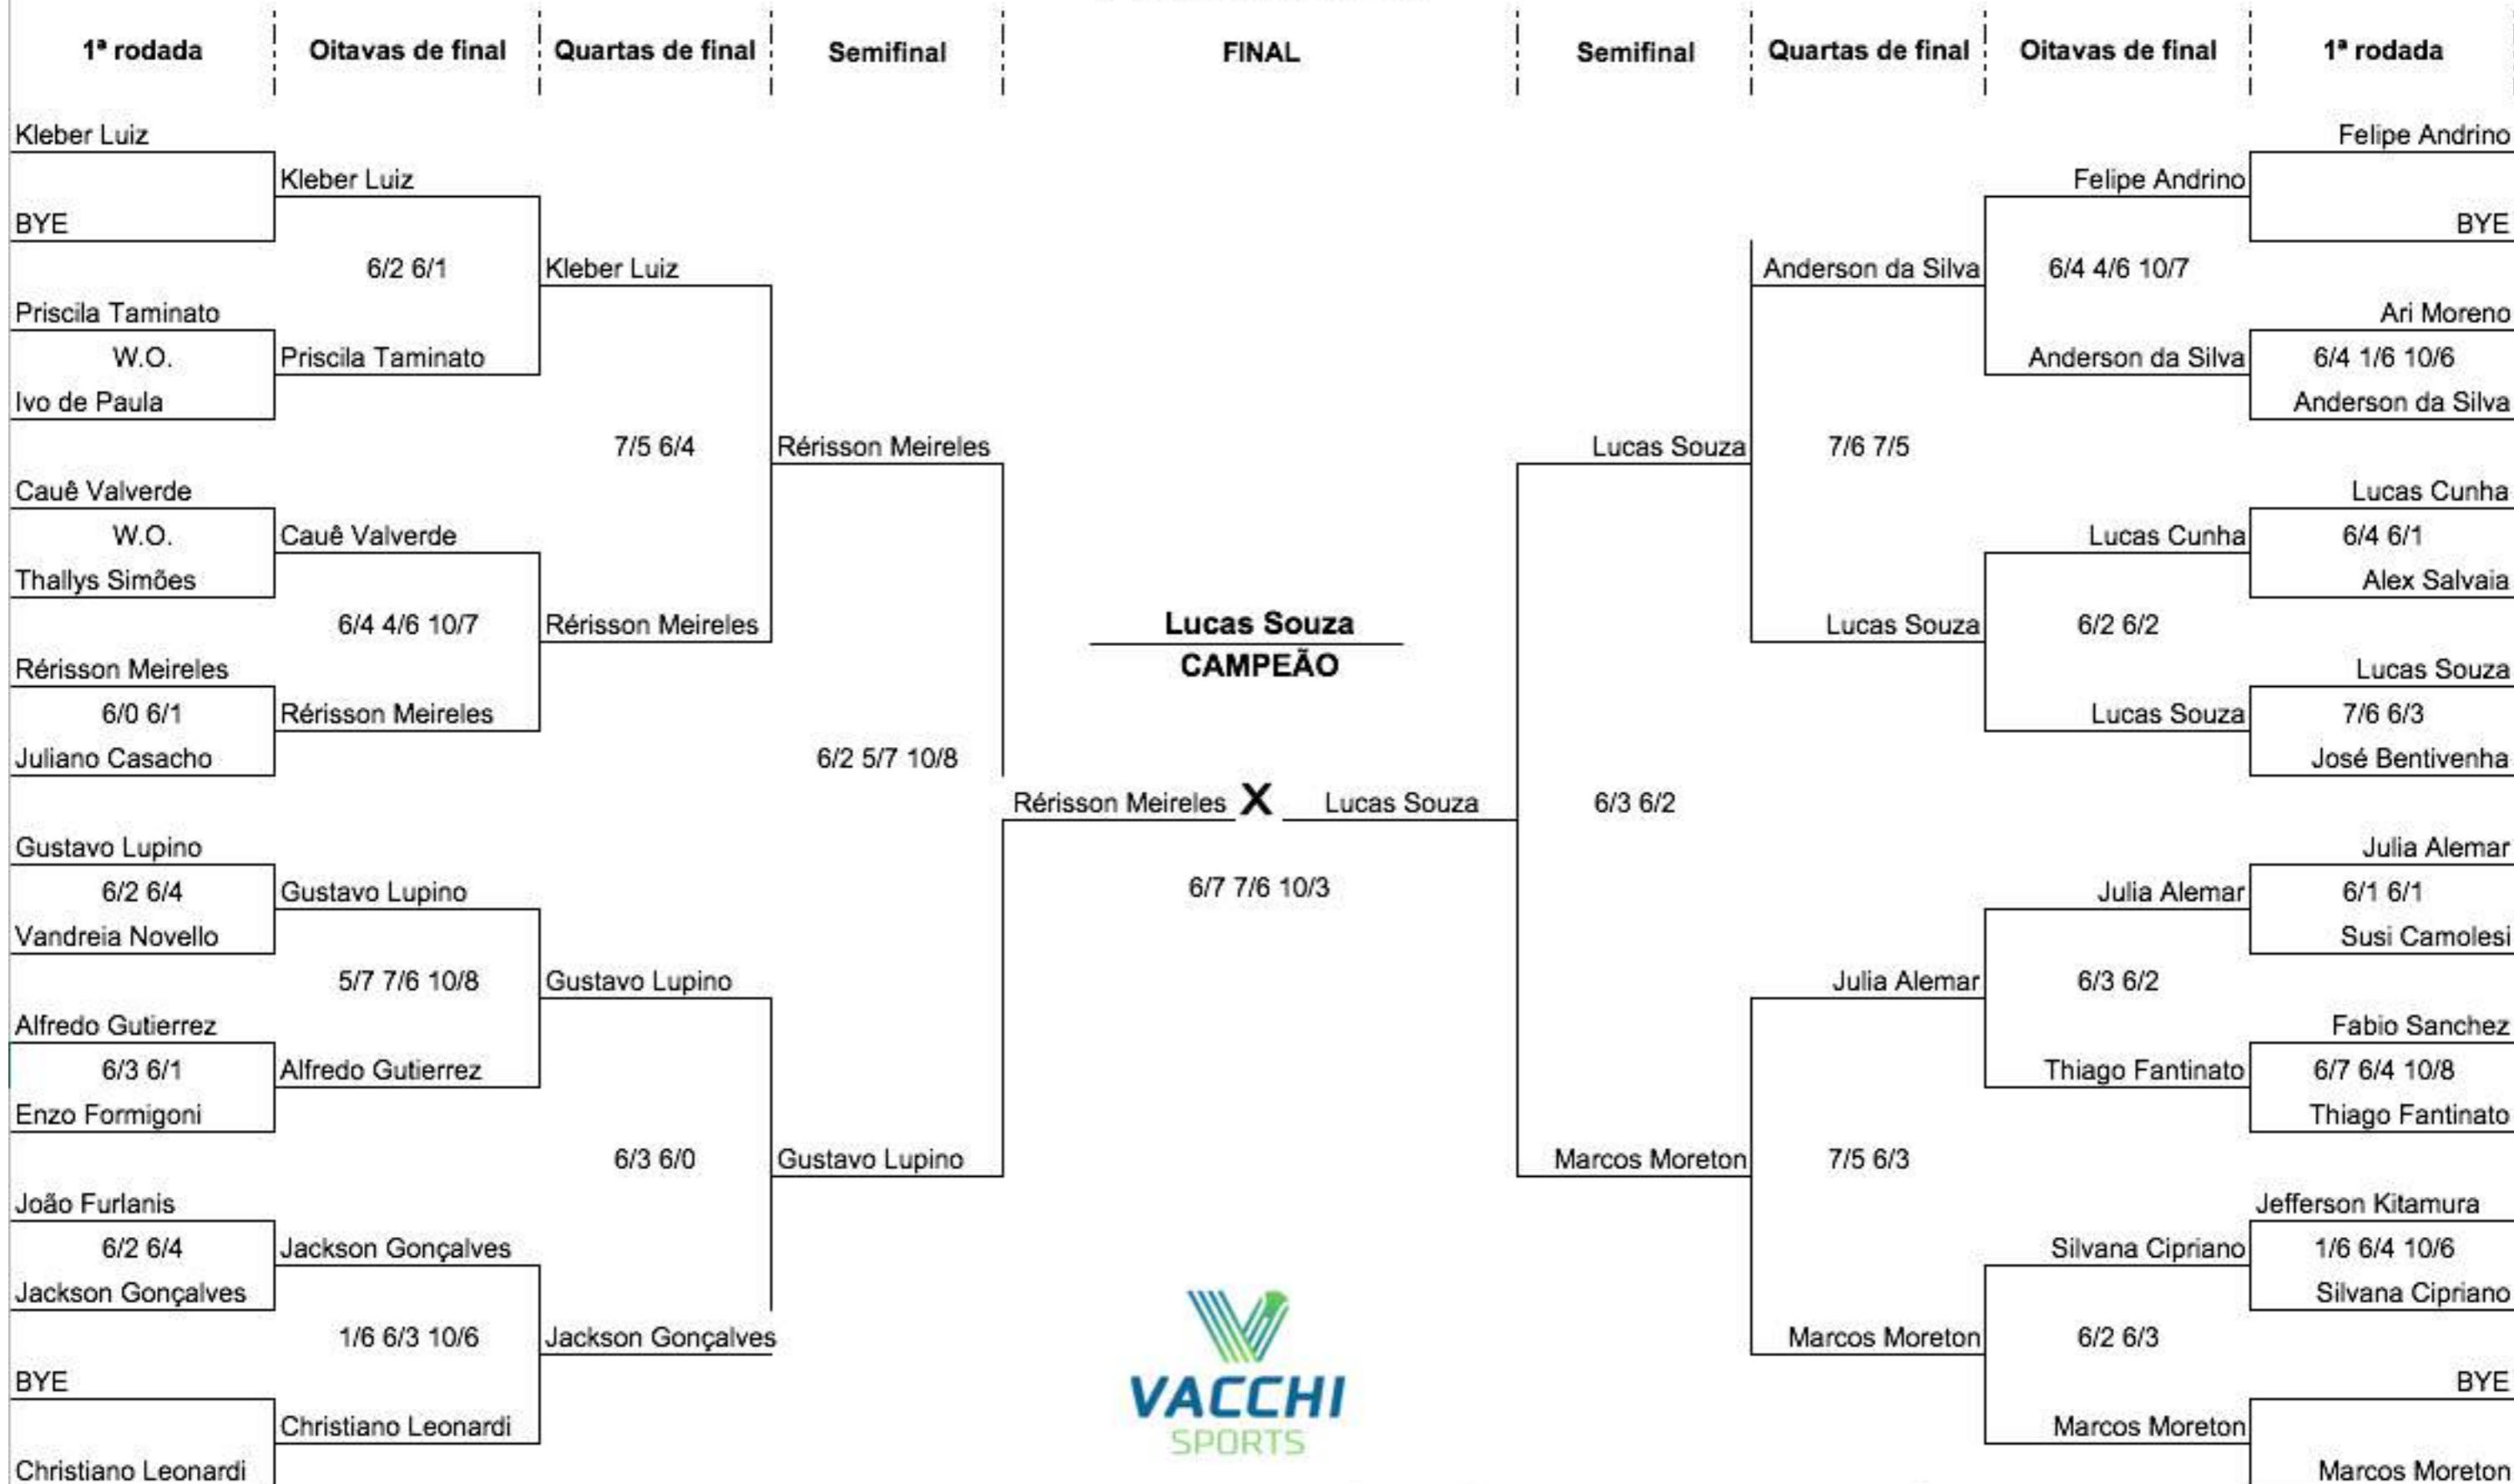 1ª rodada
Oitavas de final
Quartas de final
Semifinal
FINAL
Semifinal
Quartas de final
Oitavas de final
1ª rodada
Kleber Luiz
BYE
Priscila Taminato
W.O.
Ivo de Paula
Cauê Valverde
W.O.
Thallys Simões
Rérisson Meireles
6/0 6/1
Juliano Casacho
Gustavo Lupino
6/2 6/4
Vandreia Novello
Alfredo Gutierrez
6/3 6/1
Enzo Formigoni
João Furlanis
6/2 6/4
Jackson Gonçalves
BYE
Christiano Leonardi
Kleber Luiz
6/2 6/1
Priscila Taminato
Cauê Valverde
6/4 4/6 10/7
Rérisson Meireles
Gustavo Lupino
5/7 7/6 10/8
Alfredo Gutierrez
Jackson Gonçalves
1/6 6/3 10/6
Christiano Leonardi
Kleber Luiz
7/5 6/4
Rérisson Meireles
Gustavo Lupino
6/3 6/0
Jackson Gonçalves
Rérisson Meireles
6/2 5/7 10/8
Gustavo Lupino
Lucas Souza
CAMPEÃO
Rérisson Meireles X Lucas Souza
6/7 7/6 10/3
VACCHI
SPORTS
Lucas Souza
6/3 6/2
Marcos Moreton
Anderson da Silva
7/6 7/5
Lucas Souza
Julia Alemar
7/5 6/3
Marcos Moreton
Felipe Andrino
6/4 4/6 10/7
Anderson da Silva
Lucas Cunha
6/2 6/2
Lucas Souza
Julia Alemar
6/3 6/2
Thiago Fantinato
Silvana Cipriano
6/2 6/3
Marcos Moreton
Felipe Andrino
BYE
Ari Moreno
6/4 1/6 10/6
Anderson da Silva
Lucas Cunha
6/4 6/1
Alex Salvaia
Lucas Souza
7/6 6/3
José Bentivenha
Julia Alemar
6/1 6/1
Susi Camolesi
Fabio Sanchez
6/7 6/4 10/8
Thiago Fantinato
Jefferson Kitamura
1/6 6/4 10/6
Silvana Cipriano
BYE
Marcos Moreton